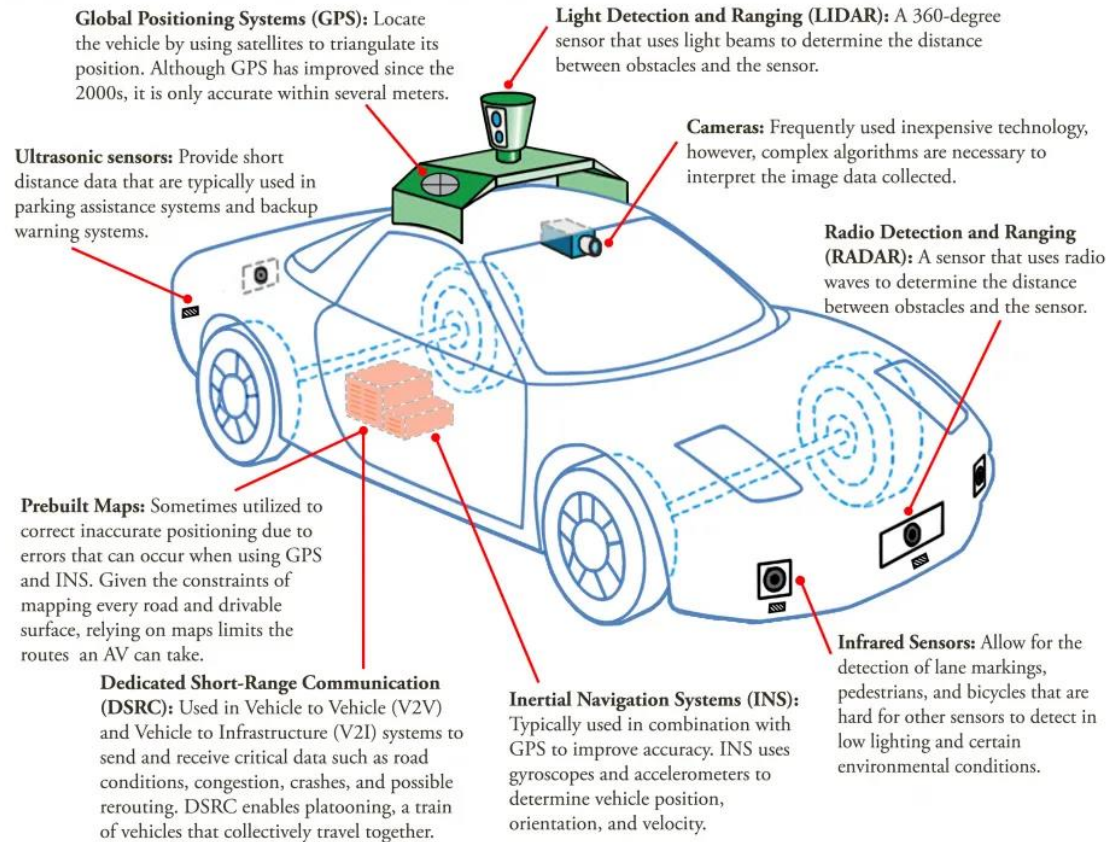 Global Positioning Systems (GPS): Locate
the vehicle by using satellites to triangulate its
position. Although GPS has improved since the
2000s, it is only accurate within several meters.
Light Detection and Ranging (LIDAR): A 360-degree
sensor that uses light beams to determine the distance
between obstacles and the sensor.
Cameras: Frequently used inexpensive technology,
however, complex algorithms are necessary to
interpret the image data collected.
Ultrasonic sensors: Provide short
distance data that are typically used in
parking assistance systems and backup
warning systems.
Radio Detection and Ranging
(RADAR): A sensor that uses radio
waves to determine the distance
between obstacles and the sensor.
Prebuilt Maps: Sometimes utilized to
correct inaccurate positioning due to
errors that can occur when using GPS
and INS. Given the constraints of
mapping every road and drivable
surface, relying on maps limits the
routes an AV can take.
Dedicated Short-Range Communication
(DSRC): Used in Vehicle to Vehicle (V2V)
and Vehicle to Infrastructure (V2I) systems to
send and receive critical data such as road
conditions, congestion, crashes, and possible
rerouting. DSRC enables platooning, a train
of vehicles that collectively travel together.
Inertial Navigation Systems (INS):
Typically used in combination with
GPS to improve accuracy. INS uses
gyroscopes and accelerometers to
determine vehicle position,
orientation, and velocity.
Infrared Sensors: Allow for the
detection of lane markings,
pedestrians, and bicycles that are
hard for other sensors to detect in
low lighting and certain
environmental conditions.